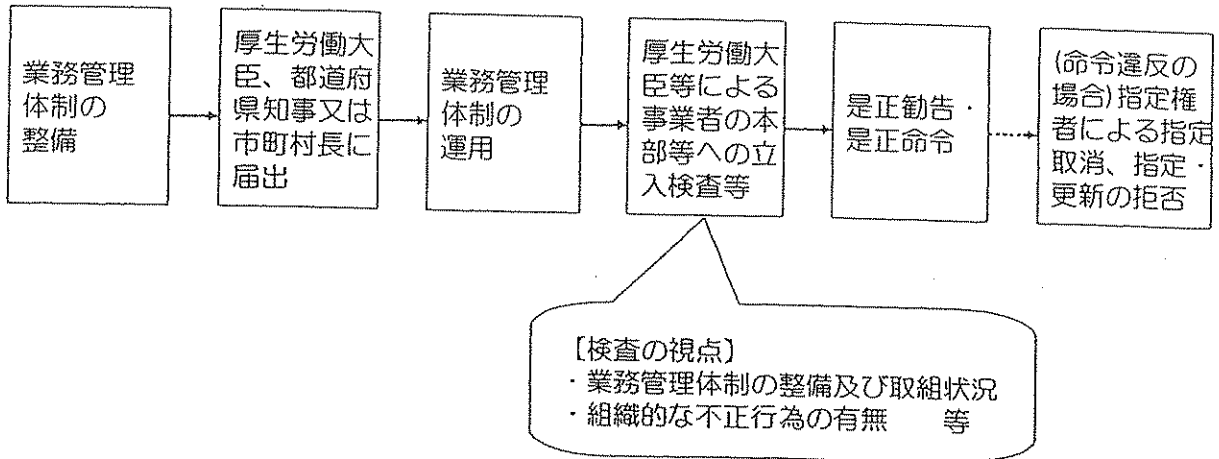 業務管理
体制の
整備
厚生労働大
臣、都道府
県知事又は
市町村長に
届出
業務管理
体制の
運用
厚生労働大
臣等による
事業者の本
部等への立
入検査等
是正勧告・
是正命令
(命令違反の
場合)指定権
者による指定
取消、指定・
更新の拒否
【検査の視点】
・業務管理体制の整備及び取組状況
・組織的な不正行為の有無　　等